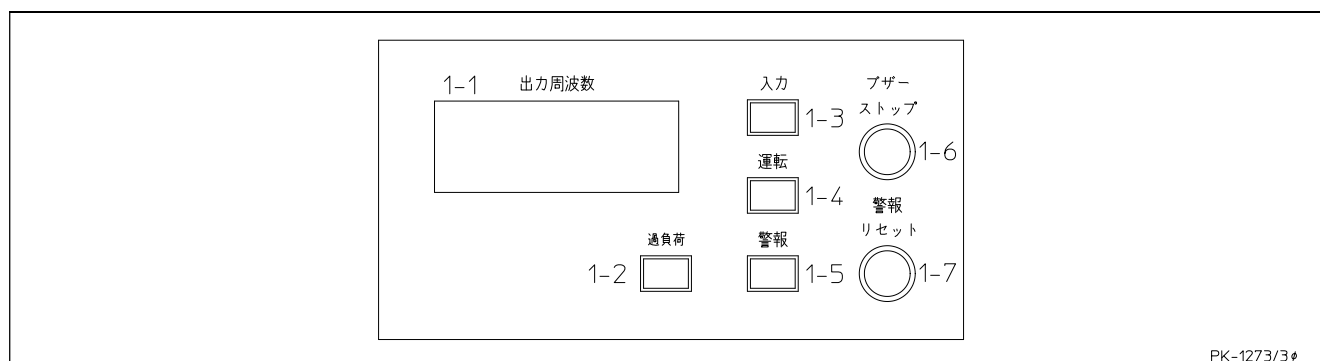 1-1 出力周波数
入力
1-3
運転
1-4
過負荷
1-2
警報
1-5
ブザー
ストップ
1-6
警報
リセット
1-7
PK-1273/3φ